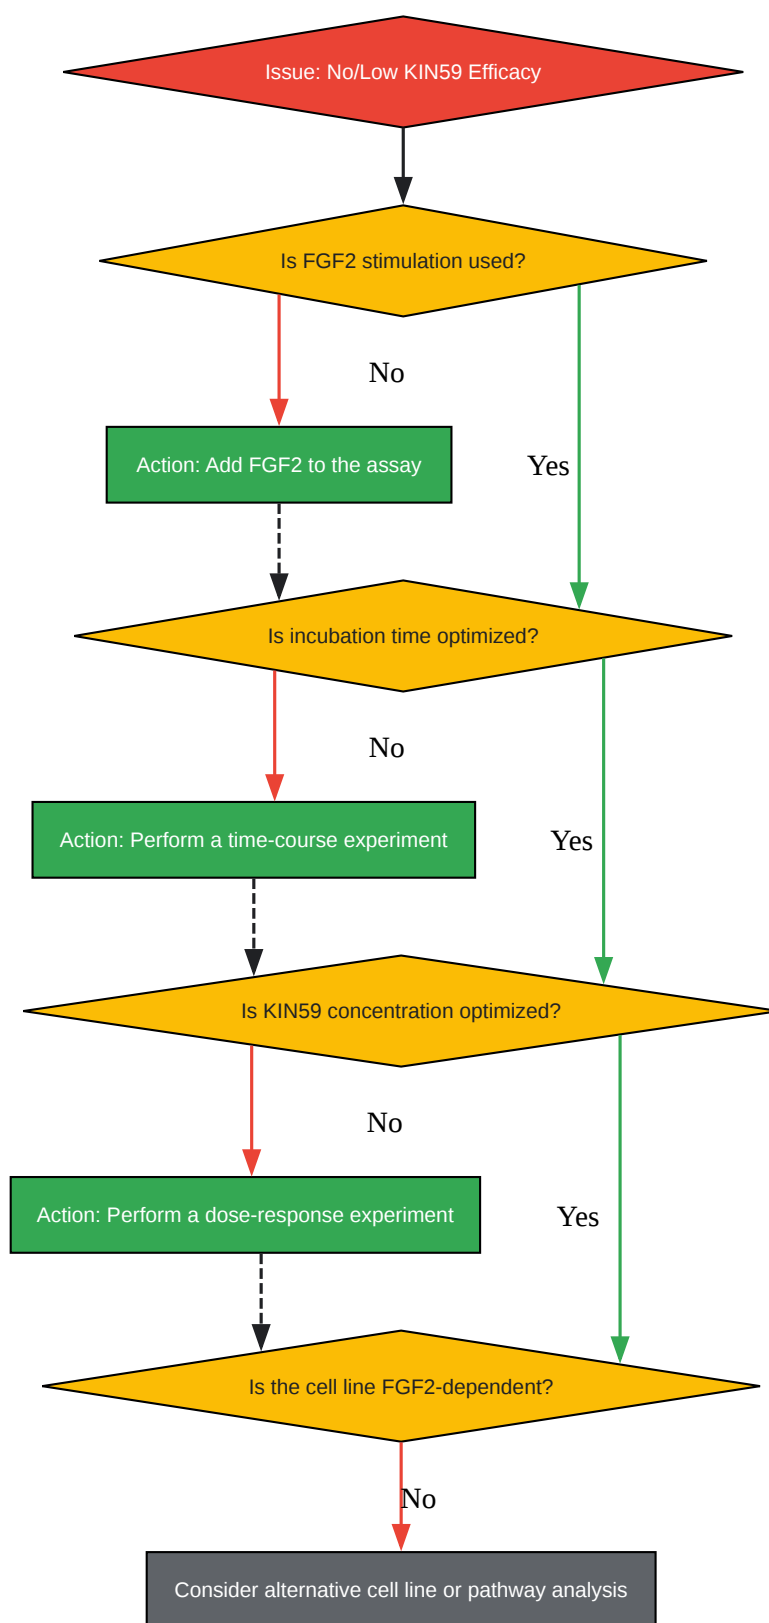 Issue: No/Low KIN59 Efficacy
Is FGF2 stimulation used?
No
Action: Add FGF2 to the assay
Yes
Is incubation time optimized?
No
Action: Perform a time-course experiment
Yes
Is KIN59 concentration optimized?
No
Action: Perform a dose-response experiment
Yes
Is the cell line FGF2-dependent?
No
Consider alternative cell line or pathway analysis